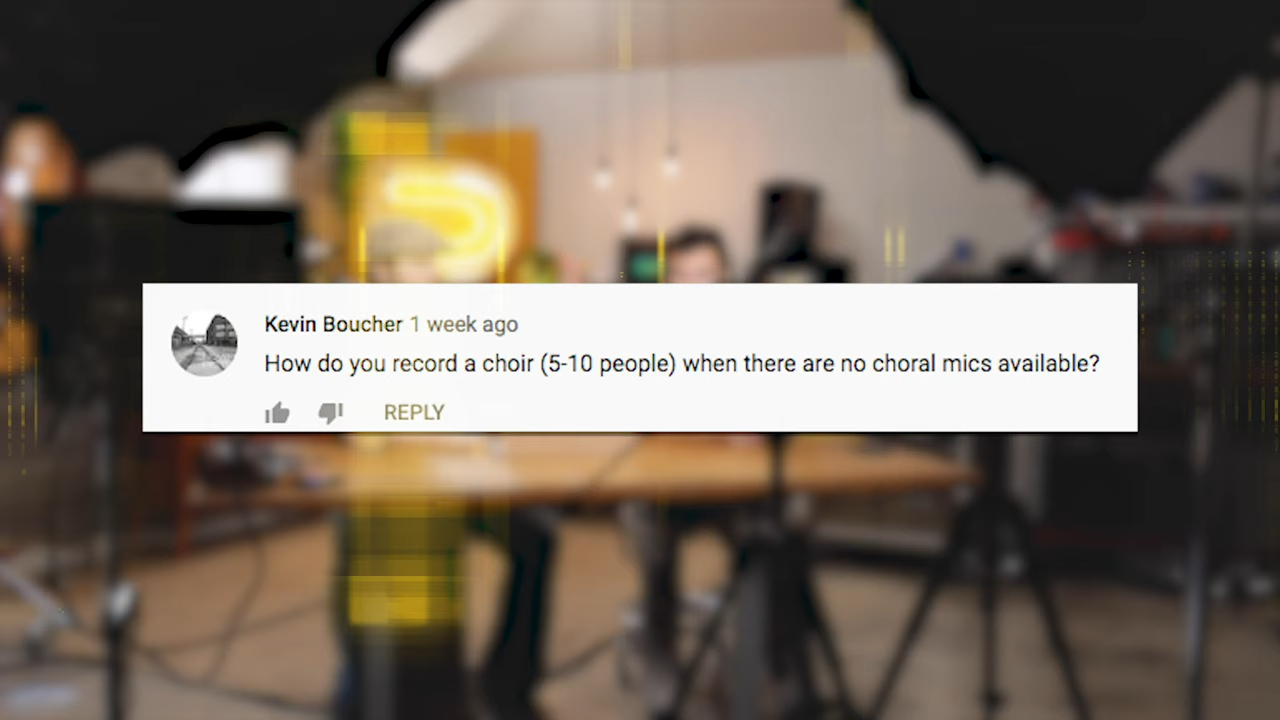 Kevin Boucher 1 week ago
How do you record a choir (5-10 people) when there are no choral mics available?
REPLY